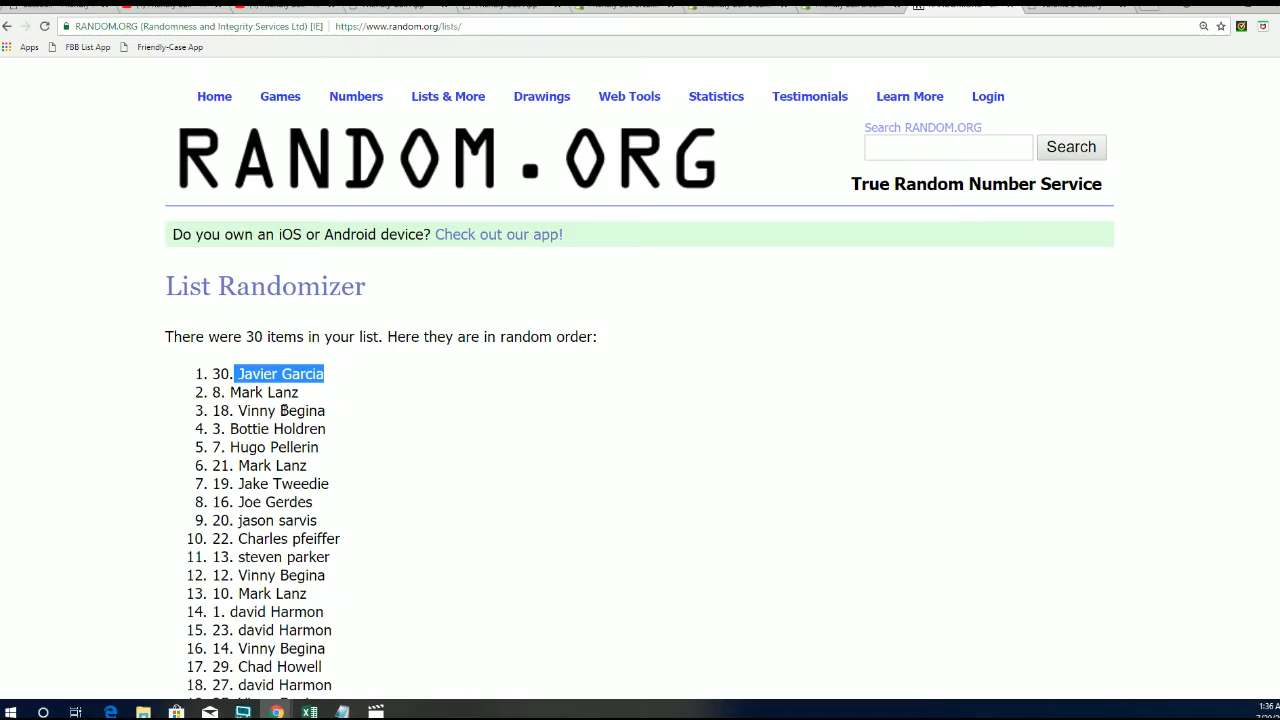 RANDOM.ORG (Randomness and Integrity Services Ltd) [IE] https://www.random.org/lists/
Apps FBB List App Friendly-Case App
Home Games Numbers Lists & More Drawings Web Tools Statistics Testimonials Learn More Login
RANDOM.ORG
Search RANDOM.ORG
Search
True Random Number Service
Do you own an iOS or Android device? Check out our app!
List Randomizer
There were 30 items in your list. Here they are in random order:
1. 30. Javier Garcia
2. 8. Mark Lanz
3. 18. Vinny Begina
4. 3. Bottie Holdren
5. 7. Hugo Pellerin
6. 21. Mark Lanz
7. 19. Jake Tweedie
8. 16. Joe Gerdes
9. 20. jason sarvis
10. 22. Charles pfeiffer
11. 13. steven parker
12. 12. Vinny Begina
13. 10. Mark Lanz
14. 1. david Harmon
15. 23. david Harmon
16. 14. Vinny Begina
17. 29. Chad Howell
18. 27. david Harmon
1:36 A